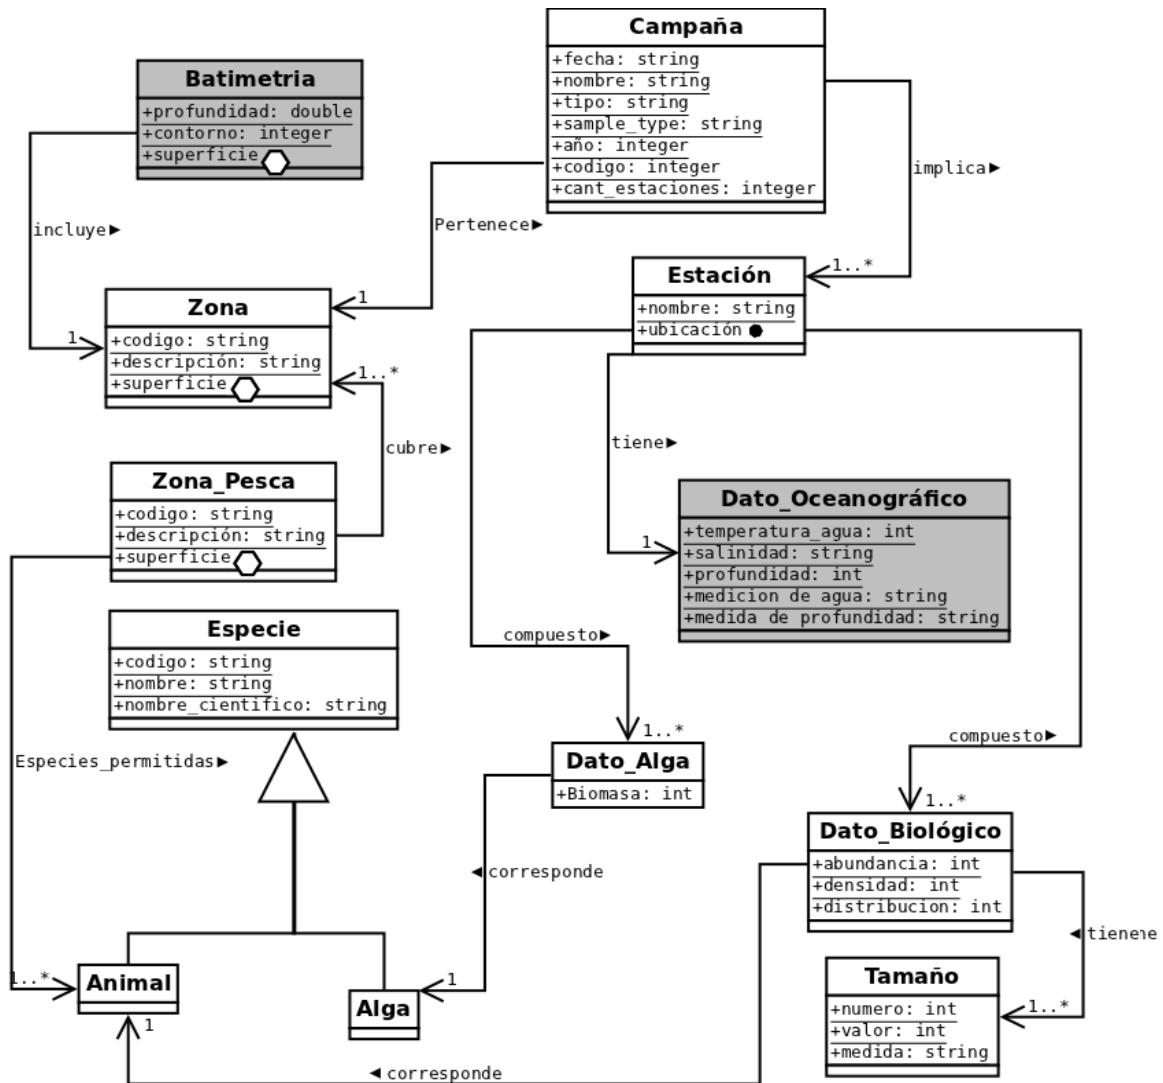 Campaña
+fecha: string
+nombre: string
+tipo: string
+sample_type: string
+año: integer
+codigo: integer
+cant_estaciones: integer
Batimetria
+profundidad: double
+contorno: integer
+superficie
implica►
Pertenece►
incluye►
1..*
Estación
+nombre: string
+ubicación
1
Zona
+codigo: string
+descripción: string
+superficie
1
1..*
cubre►
tiene►
Zona_Pesca
+codigo: string
+descripción: string
+superficie
Dato_Oceanográfico
+temperatura_agua: int
+salinidad: string
+profundidad: int
+medicion de agua: string
+medida de profundidad: string
1
Especie
+codigo: string
+nombre: string
+nombre_cientifico: string
compuesto►
1..*
compuesto►
Especies_permitidas►
Dato_Alga
+Biomasa: int
1..*
Dato_Biológico
+abundancia: int
+densidad: int
+distribucion: int
◄corresponde
◄tienene
1..*
Animal
1
Alga
1
Tamaño
+numero: int
+valor: int
+medida: string
1..*
◄corresponde